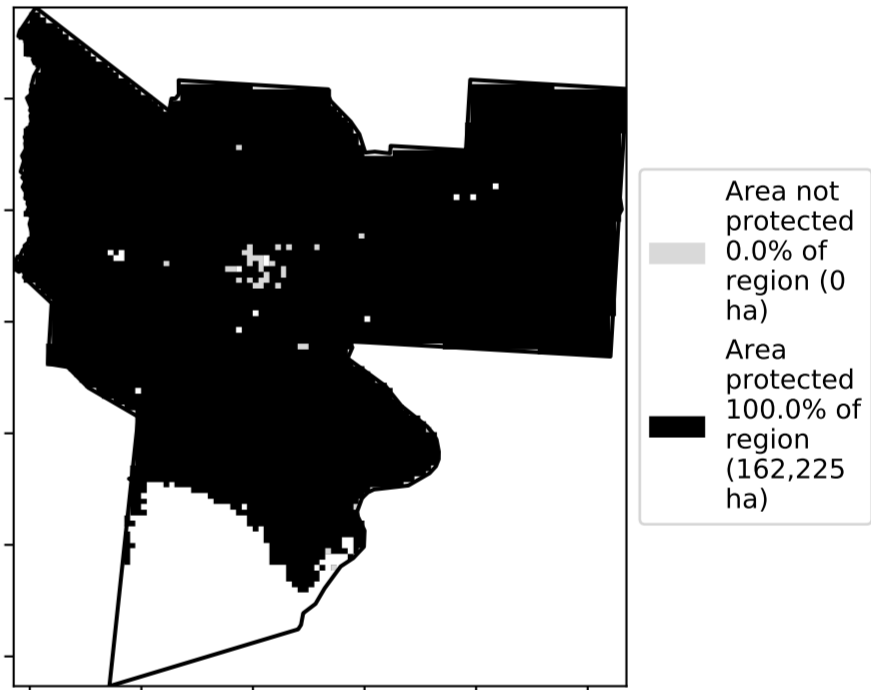 Area not
protected
0.0% of
region (0
ha)
Area
protected
100.0% of
region
(162,225
ha)